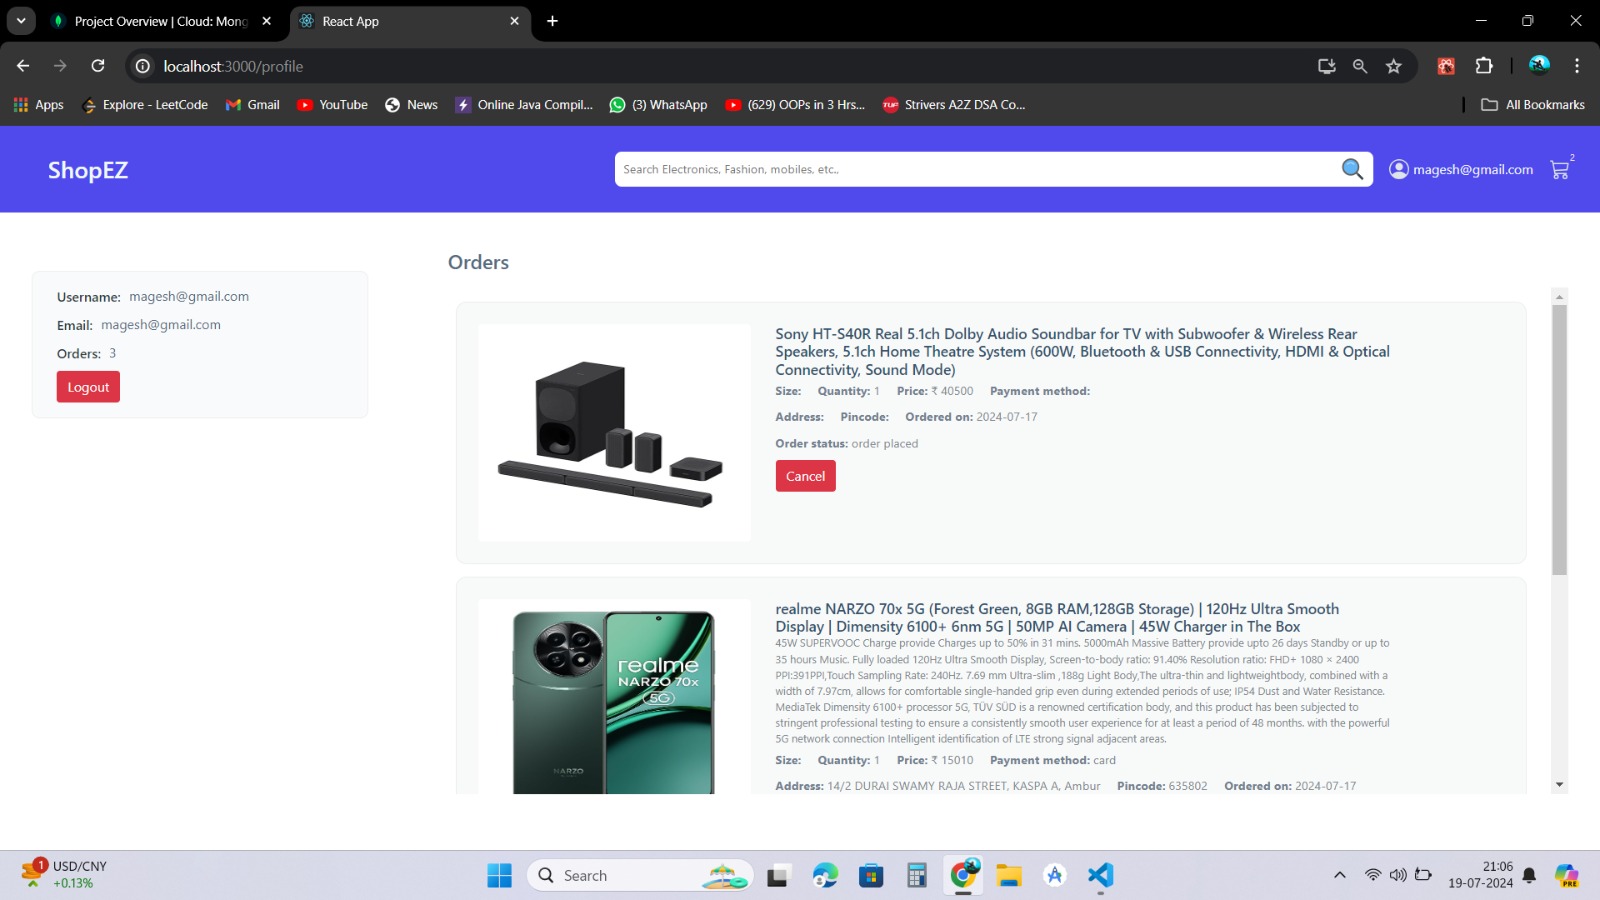 Project Overview | Cloud: Mong
React App
localhost:3000/profile
Apps
Explore - LeetCode
Gmail
YouTube
News
Online Java Compil...
(3) WhatsApp
(629) OOPs in 3 Hrs...
TUF
Strivers A2Z DSA Co...
All Bookmarks
ShopEZ
Search Electronics, Fashion, mobiles, etc..
magesh@gmail.com
2
Username: magesh@gmail.com
Email: magesh@gmail.com
Orders: 3
Logout
Orders
Sony HT-S40R Real 5.1ch Dolby Audio Soundbar for TV with Subwoofer & Wireless Rear
Speakers, 5.1ch Home Theatre System (600W, Bluetooth & USB Connectivity, HDMI & Optical
Connectivity, Sound Mode)
Size: Quantity: 1 Price: ₹ 40500 Payment method:
Address: Pincode: Ordered on: 2024-07-17
Order status: order placed
Cancel
realme
NARZO 70x
5G
NARZO
realme NARZO 70x 5G (Forest Green, 8GB RAM,128GB Storage) | 120Hz Ultra Smooth
Display | Dimensity 6100+ 6nm 5G | 50MP AI Camera | 45W Charger in The Box
45W SUPERVOOC Charge provide Charges up to 50% in 31 mins. 5000mAh Massive Battery provide upto 26 days Standby or up to
35 hours Music. Fully loaded 120Hz Ultra Smooth Display, Screen-to-body ratio: 91.40% Resolution ratio: FHD+ 1080 × 2400
PPI:391PPI,Touch Sampling Rate: 240Hz. 7.69 mm Ultra-slim ,188g Light Body,The ultra-thin and lightweightbody, combined with a
width of 7.97cm, allows for comfortable single-handed grip even during extended periods of use; IP54 Dust and Water Resistance.
MediaTek Dimensity 6100+ processor 5G, TÜV SÜD is a renowned certification body, and this product has been subjected to
stringent professional testing to ensure a consistently smooth user experience for at least a period of 48 months. with the powerful
5G network connection Intelligent identification of LTE strong signal adjacent areas.
Size: Quantity: 1 Price: ₹ 15010 Payment method: card
Address: 14/2 DURAI SWAMY RAJA STREET, KASPA A, Ambur Pincode: 635802 Ordered on: 2024-07-17
1
USD/CNY
+0.13%
Search
21:06
19-07-2024
PRE